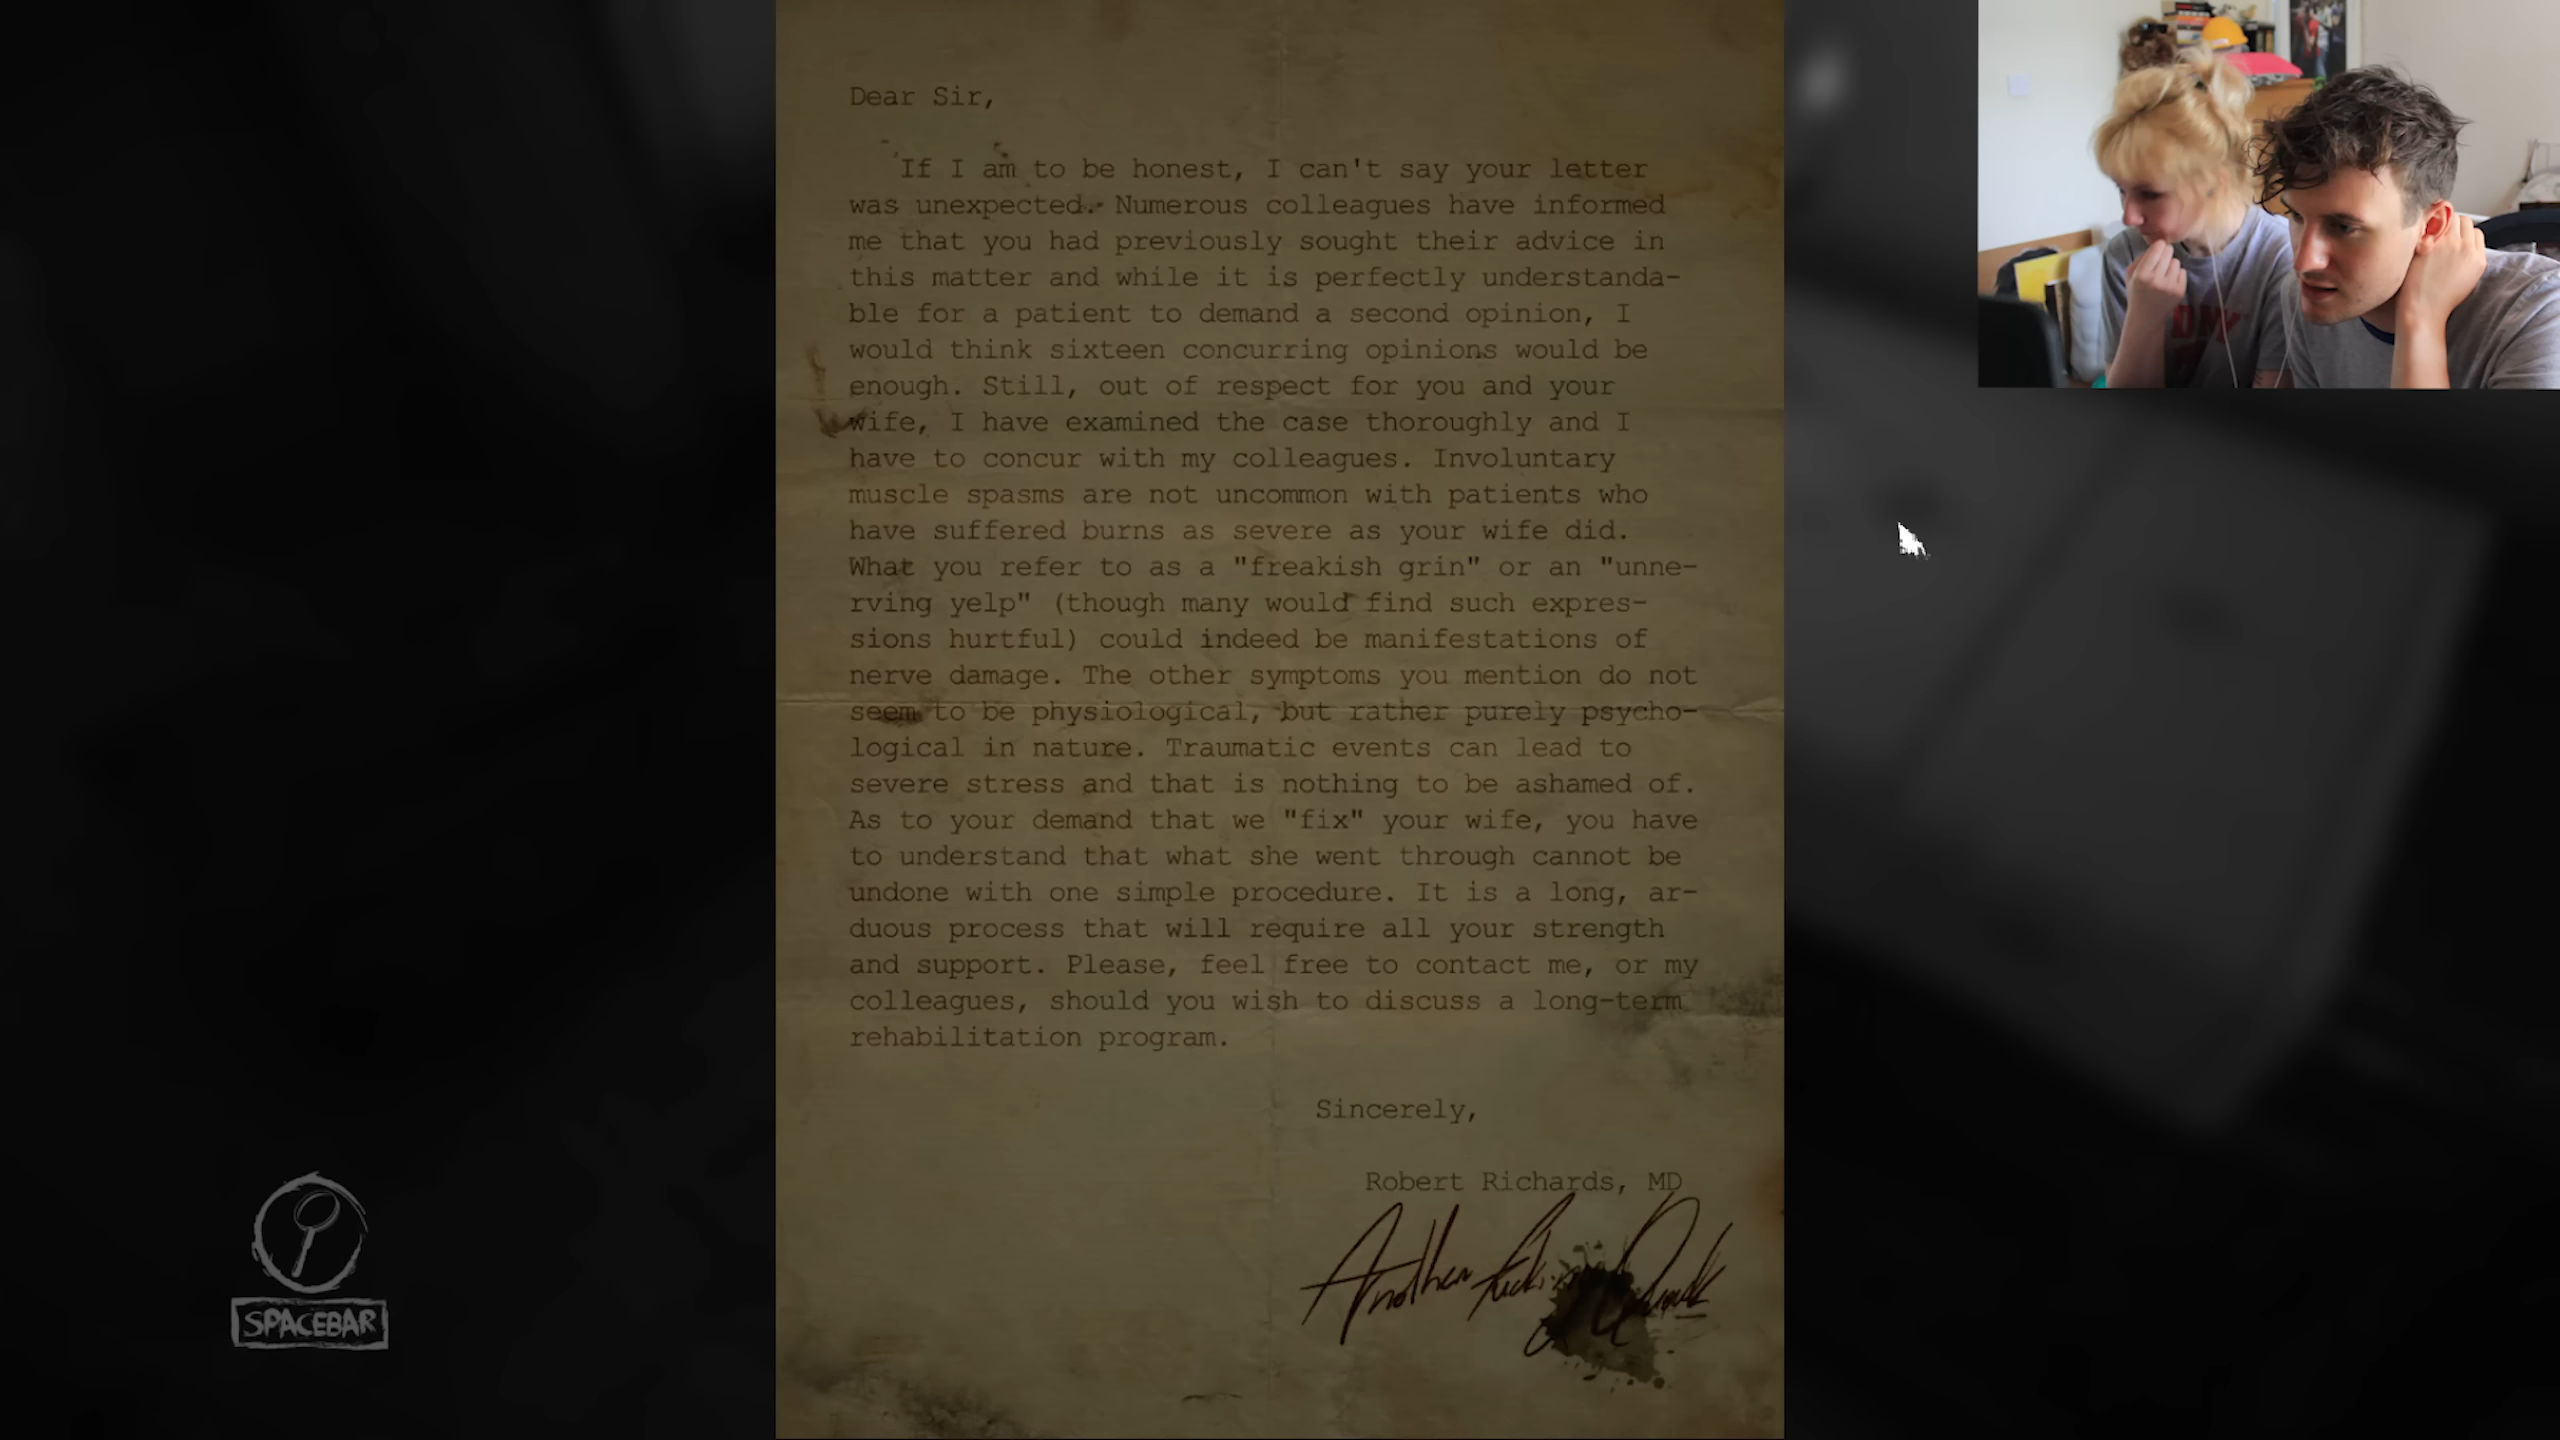 Dear Sir,
If I am to be honest, I can't say your letter
was unexpected. Numerous colleagues have informed
me that you had previously sought their advice in
this matter and while it is perfectly understanda-
ble for a patient to demand a second opinion, I
would think sixteen concurring opinions would be
enough. Still, out of respect for you and your
wife, I have examined the case thoroughly and I
have to concur with my colleagues. Involuntary
muscle spasms are not uncommon with patients who
have suffered burns as severe as your wife did.
What you refer to as a "freakish grin" or an "unne-
rving yelp" (though many would find such expres-
sions hurtful) could indeed be manifestations of
nerve damage. The other symptoms you mention do not
seem to be physiological, but rather purely psycho-
logical in nature. Traumatic events can lead to
severe stress and that is nothing to be ashamed of.
As to your demand that we "fix" your wife, you have
to understand that what she went through cannot be
undone with one simple procedure. It is a long, ar-
duous process that will require all your strength
and support. Please, feel free to contact me, or my
colleagues, should you wish to discuss a long-term
rehabilitation program.
Sincerely,
Robert Richards, MD
Another
SPACEBAR